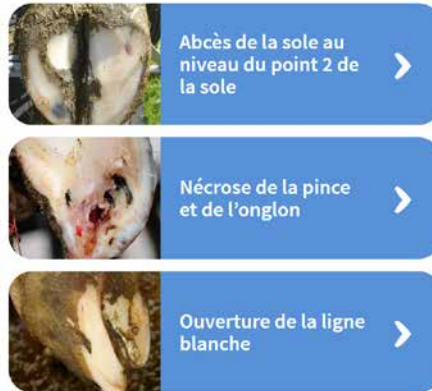 Abcès de la sole au
niveau du point 2 de
la sole
Nécrose de la pince
et de l'onglon
Ouverture de la ligne
blanche